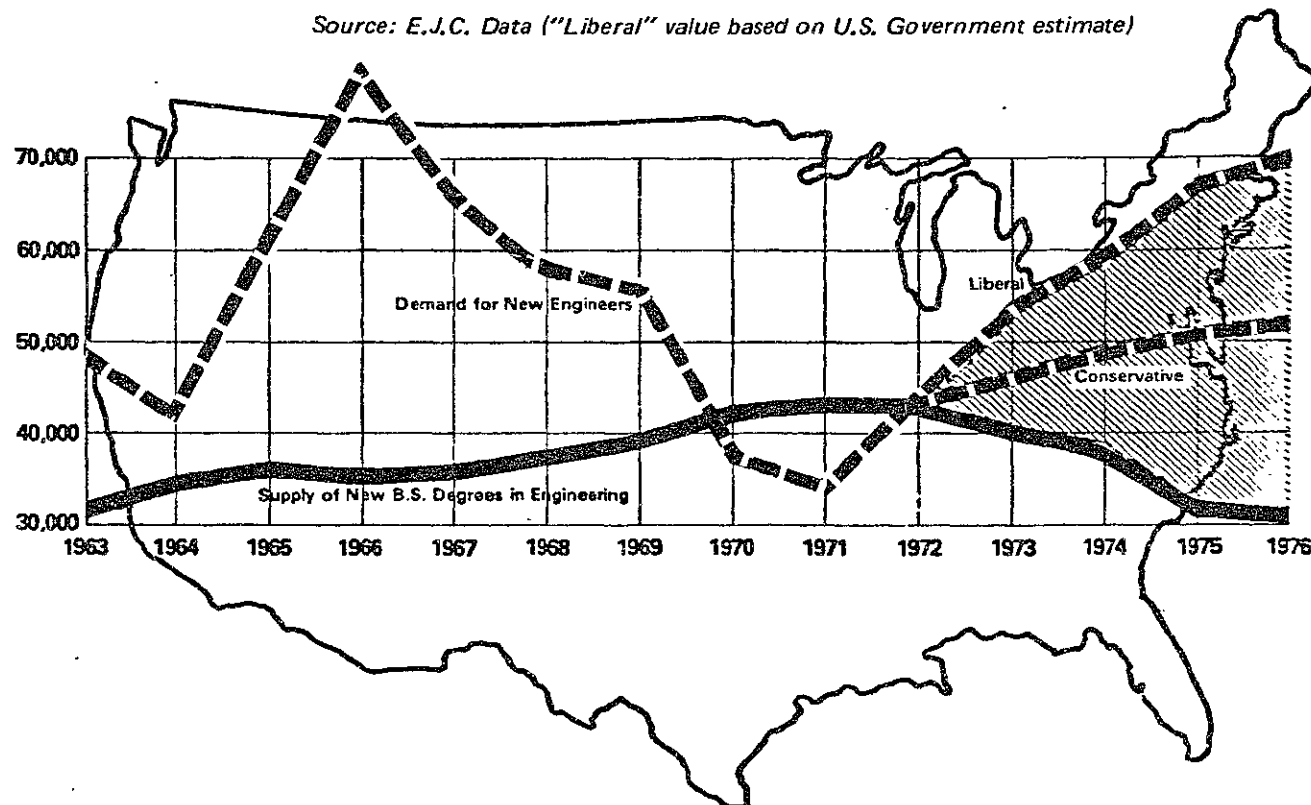 Source: E.J.C. Data ("Liberal" value based on U.S. Government estimate)
70,000
60,000
50,000
40,000
30,000
Demand for New Engineers
Liberal
Conservative
Supply of New B.S. Degrees in Engineering
1963 1964 1965 1966 1967 1968 1969 1970 1971 1972 1973 1974 1975 1976